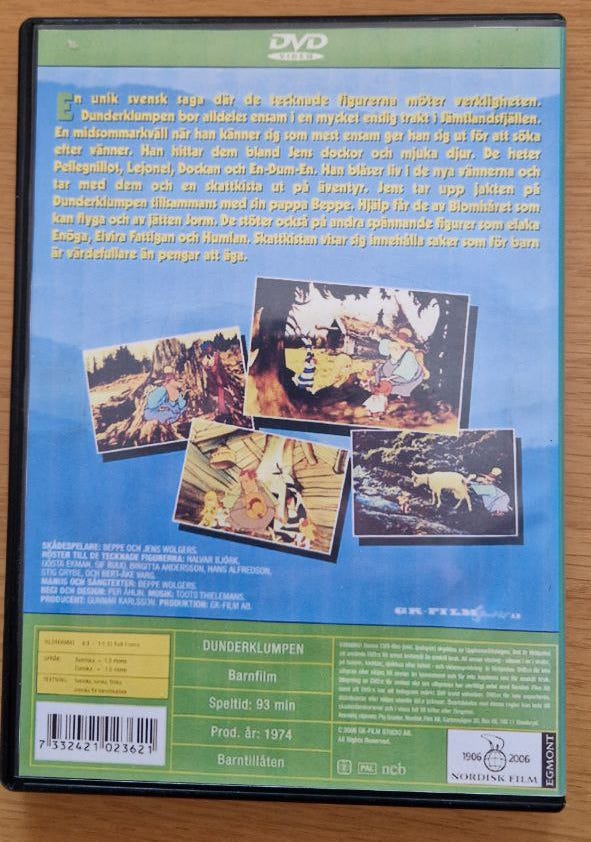 DVD
VIDEO
En unik svensk saga där de tecknade figurerna möter verkligheten.
Dunderklumpen bor alldeles ensam i en mycket enslig trakt i Jämtlandsfjällen.
En midsommarkväll när han känner sig som mest ensam ger han sig ut för att söka
efter vänner. Han hittar dem bland Jens dockor och mjuka djur. De heter
Pellegnillot, Lejonel, Dockan och En-Dum-En. Han blåser liv i de nya vännerna och
tar med dem och en skattkista ut på äventyr. Jens tar upp jakten på
Dunderklumpen tillsammans med sin pappa Beppe. Hjälp får de av Blomhåret som
kan flyga och av jätten Jorm. De stöter också på andra spännande figurer som elaka
Enöga, Elvira Fattigan och Humlan. Skattkistan visar sig innehålla saker som för barn
är värdefullare än pengar att äga.
SKÅDESPELARE: BEPPE OCH JENS WOLGERS.
RÖSTER TILL DE TECKNADE FIGURERNA: HALVAR BJÖRK,
GÖSTA EKMAN, SIF RUUD, BIRGITTA ANDERSSON, HANS ALFREDSON,
STIG GRYBE, OCH BERT-ÅKE VARG.
MANUS OCH SÅNGTEXTER: BEPPE WOLGERS.
REGI OCH DESIGN: PER ÅHLIN. MUSIK: TOOTS THIELEMANS.
PRODUCENT: GUNNAR KARLSSON. PRODUKTION: GK-FILM AB.
GK-FILM
AB
BILDFORMAT
DUNDERKLUMPEN
Barnfilm
Speltid: 93 min
Prod. år: 1974
Barntillåten
7 332421 023621
All Rights Reserved.
2
PAL
ncb
1906 2006
NORDISK FILM
EGMONT